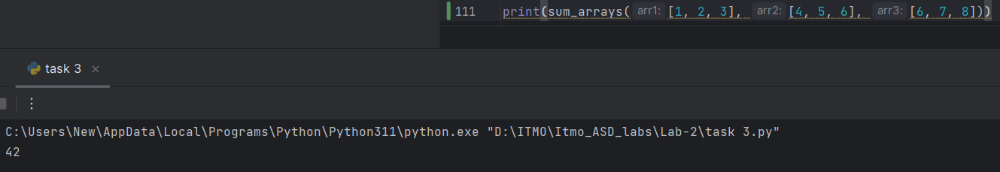 111 print(sum_arrays( arr1: [1, 2, 3], arr2: [4, 5, 6], arr3: [6, 7, 8]))
task 3
C:\Users\New\AppData\Local\Programs\Python\Python311\python.exe "D:\ITMO\Itmo_ASD_labs\Lab-2\task 3.py"
42